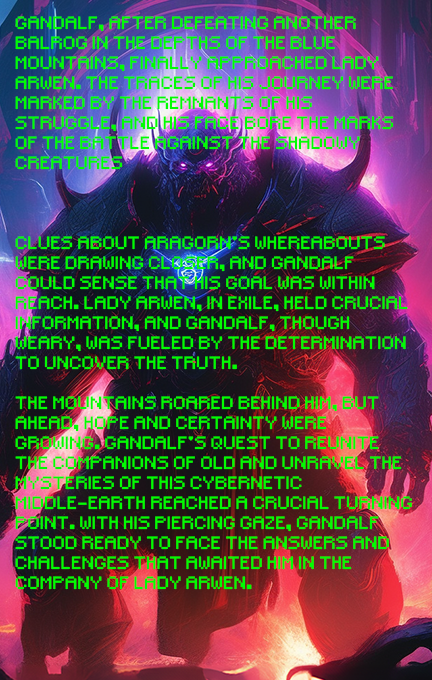 GANDALF, AFTER DEFEATING ANOTHER
BALROG IN THE DEPTHS OF THE BLUE
MOUNTAINS, FINALLY APPROACHED LADY
ARWEN. THE TRACES OF HIS JOURNEY WERE
MARKED BY THE REMNANTS OF HIS
STRUGGLE, AND HIS FACE BORE THE MARKS
OF THE BATTLE AGAINST THE SHADOWY
CREATURES
CLUES ABOUT ARAGORN'S WHEREABOUTS
WERE DRAWING CLOSER, AND GANDALF
COULD SENSE THAT HIS GOAL WAS WITHIN
REACH. LADY ARWEN, IN EXILE, HELD CRUCIAL
INFORMATION, AND GANDALF, THOUGH
WEARY, WAS FUELED BY THE DETERMINATION
TO UNCOVER THE TRUTH.
THE MOUNTAINS ROARED BEHIND HIM, BUT
AHEAD, HOPE AND CERTAINTY WERE
GROWING. GANDALF'S QUEST TO REUNITE
THE COMPANIONS OF OLD AND UNRAVEL THE
MYSTERIES OF THIS CYBERNETIC
MIDDLE-EARTH REACHED A CRUCIAL TURNING
POINT. WITH HIS PIERCING GAZE, GANDALF
STOOD READY TO FACE THE ANSWERS AND
CHALLENGES THAT AWAITED HIM IN THE
COMPANY OF LADY ARWEN.